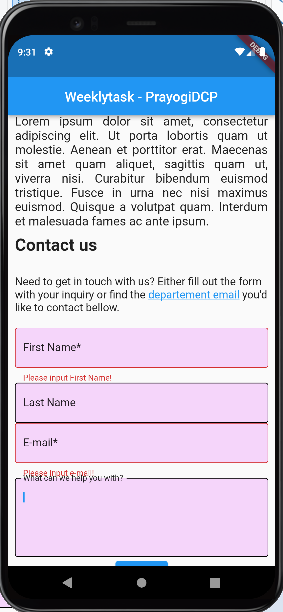 9:31
DEBUG
Weeklytask - PrayogiDCP
Lorem ipsum dolor sit amet, consectetur
adipiscing elit. Ut porta lobortis quam ut
molestie. Aenean et porttitor erat. Maecenas
sit amet quam aliquet, sagittis quam ut,
viverra nisi. Curabitur bibendum euismod
tristique. Fusce in urna nec nisi maximus
euismod. Quisque a volutpat quam. Interdum
et malesuada fames ac ante ipsum.
Contact us
Need to get in touch with us? Either fill out the form
with your inquiry or find the departement email you'd
like to contact bellow.
First Name*
Please input First Name!
Last Name
E-mail*
Please input e-mail!
What can we help you with?